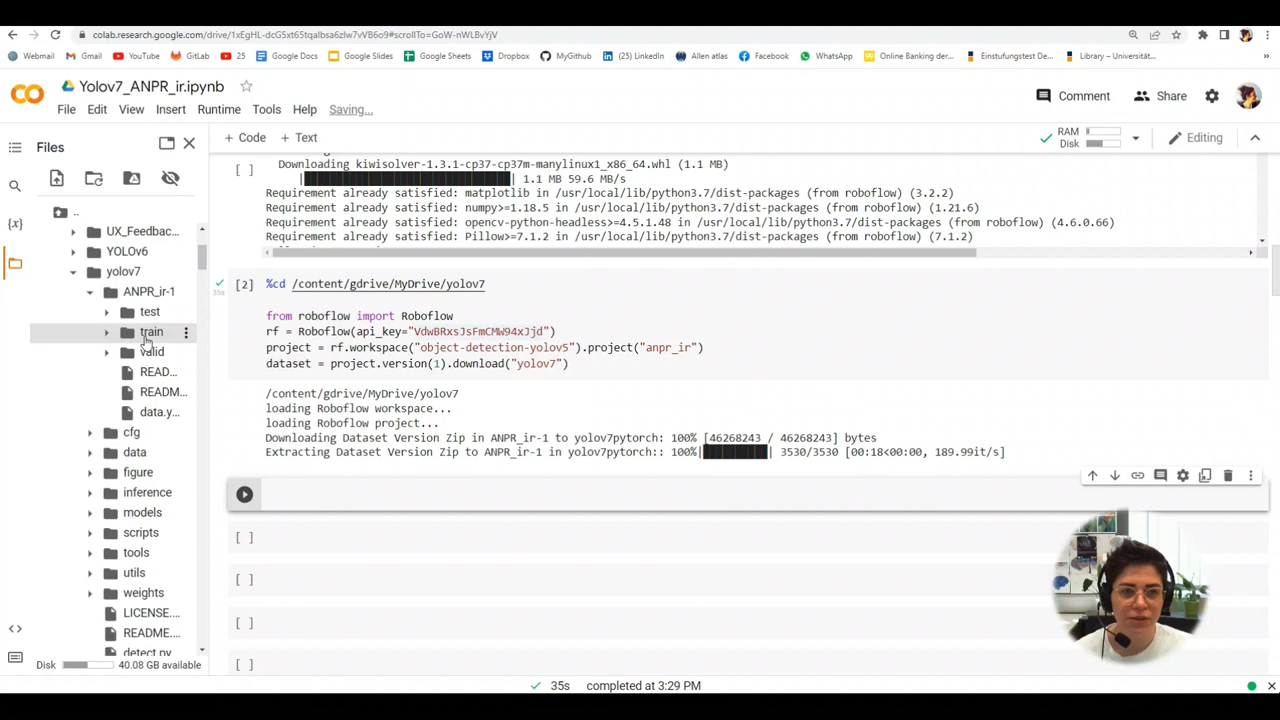 colab.research.google.com/drive/1xEgHL-dcG5xt65tqalbsa6zlw7vVB6o9#scrollTo=GoW-nWLBvYjV
Webmail
Gmail
YouTube
GitLab
25
Google Docs
Google Slides
Google Sheets
Dropbox
MyGithub
(25) LinkedIn
Allen atlas
Facebook
WhatsApp
Online Banking der...
Einstufungstest De...
Library – Universität...
»
CO
Yolov7_ANPR_ir.ipynb
File Edit View Insert Runtime Tools Help Saving...
Comment
Share
Files
+ Code + Text
RAM
Disk
Editing
..
UX_Feedbac...
YOLOv6
yolov7
ANPR_ir-1
test
train
valid
READ...
README...
data.y...
cfg
data
figure
inference
models
scripts
tools
utils
weights
LICENSE....
README....
detect.py
Disk 40.08 GB available
[ ] Downloading kiwisolver-1.3.1-cp37-cp37m-manylinux1_x86_64.whl (1.1 MB)
|████████████████████████████████| 1.1 MB 59.6 MB/s
Requirement already satisfied: matplotlib in /usr/local/lib/python3.7/dist-packages (from roboflow) (3.2.2)
Requirement already satisfied: numpy>=1.18.5 in /usr/local/lib/python3.7/dist-packages (from roboflow) (1.21.6)
Requirement already satisfied: opencv-python-headless>=4.5.1.48 in /usr/local/lib/python3.7/dist-packages (from roboflow) (4.6.0.66)
Requirement already satisfied: Pillow>=7.1.2 in /usr/local/lib/python3.7/dist-packages (from roboflow) (7.1.2)
[2] %cd /content/gdrive/MyDrive/yolov7
35s
from roboflow import Roboflow
rf = Roboflow(api_key="VdwBRxsJsFmCMW94xJjd")
project = rf.workspace("object-detection-yolov5").project("anpr_ir")
dataset = project.version(1).download("yolov7")
/content/gdrive/MyDrive/yolov7
loading Roboflow workspace...
loading Roboflow project...
Downloading Dataset Version Zip in ANPR_ir-1 to yolov7pytorch: 100% [46268243 / 46268243] bytes
Extracting Dataset Version Zip to ANPR_ir-1 in yolov7pytorch:: 100%|██████████| 3530/3530 [00:18<00:00, 189.99it/s]
[ ]
[ ]
[ ]
[ ]
35s completed at 3:29 PM